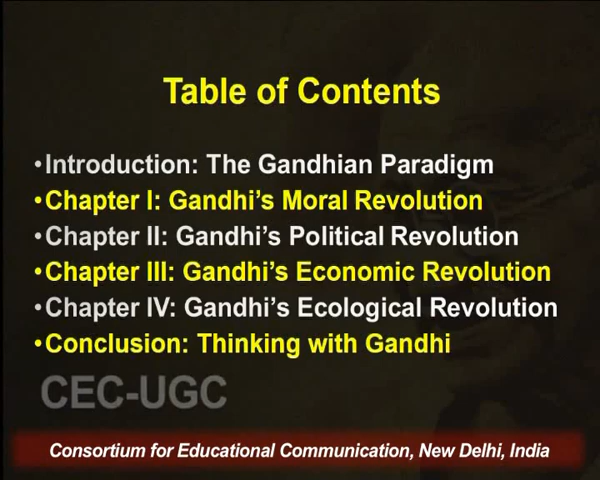 Table of Contents
•Introduction: The Gandhian Paradigm
•Chapter I: Gandhi's Moral Revolution
•Chapter II: Gandhi's Political Revolution
•Chapter III: Gandhi's Economic Revolution
•Chapter IV: Gandhi's Ecological Revolution
•Conclusion: Thinking with Gandhi
CEC-UGC
Consortium for Educational Communication, New Delhi, India